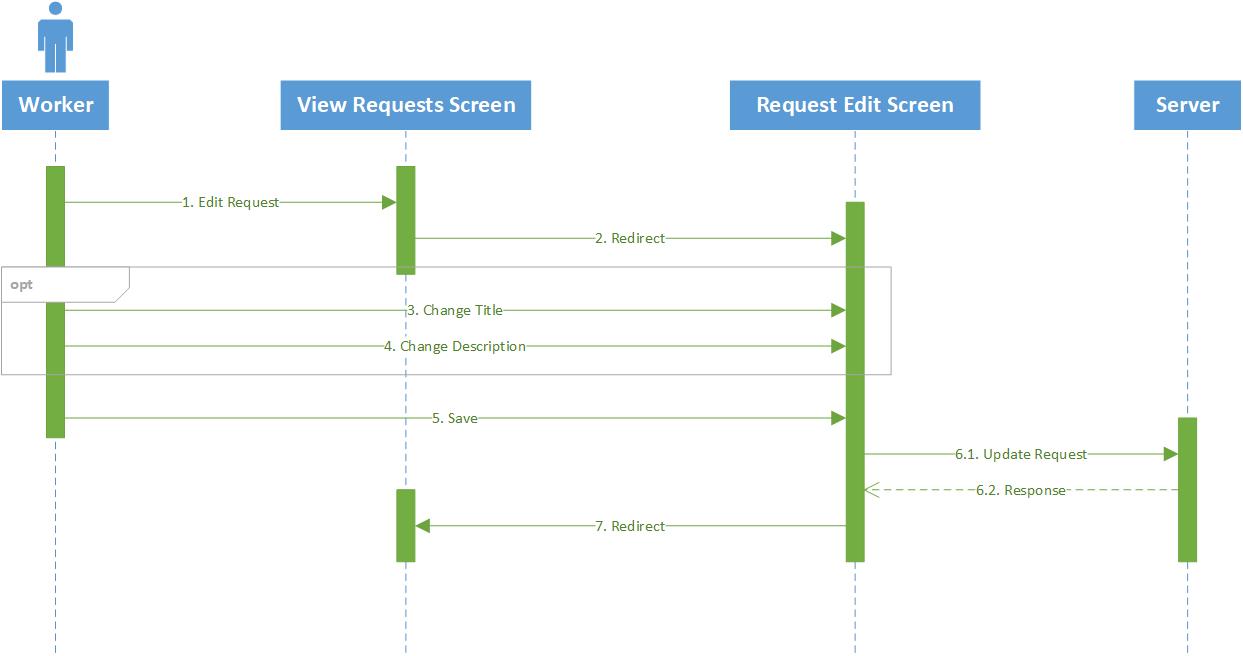 Worker
View Requests Screen
Request Edit Screen
Server
1. Edit Request
2. Redirect
opt
3. Change Title
4. Change Description
5. Save
6.1. Update Request
6.2. Response
7. Redirect